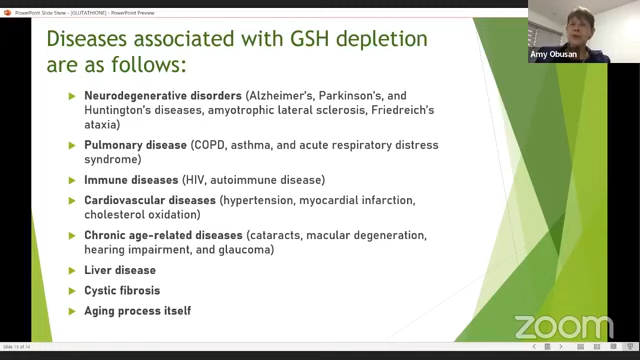 PowerPoint Slide Show - [GLUTATHIONE] - PowerPoint Preview
Diseases associated with GSH depletion
are as follows:
Amy Obusan
Neurodegenerative disorders (Alzheimer's, Parkinson's, and
Huntington's diseases, amyotrophic lateral sclerosis, Friedreich's
ataxia)
Pulmonary disease (COPD, asthma, and acute respiratory distress
syndrome)
Immune diseases (HIV, autoimmune disease)
Cardiovascular diseases (hypertension, myocardial infarction,
cholesterol oxidation)
Chronic age-related diseases (cataracts, macular degeneration,
hearing impairment, and glaucoma)
Liver disease
Cystic fibrosis
Aging process itself
zoom